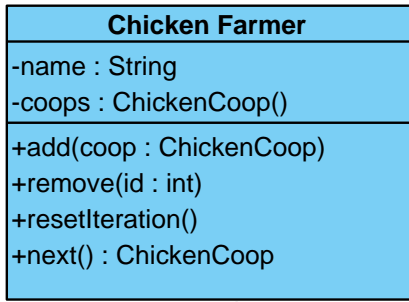 Chicken Farmer
-name : String
-coops : ChickenCoop()
+add(coop : ChickenCoop)
+remove(id : int)
+resetIteration()
+next() : ChickenCoop